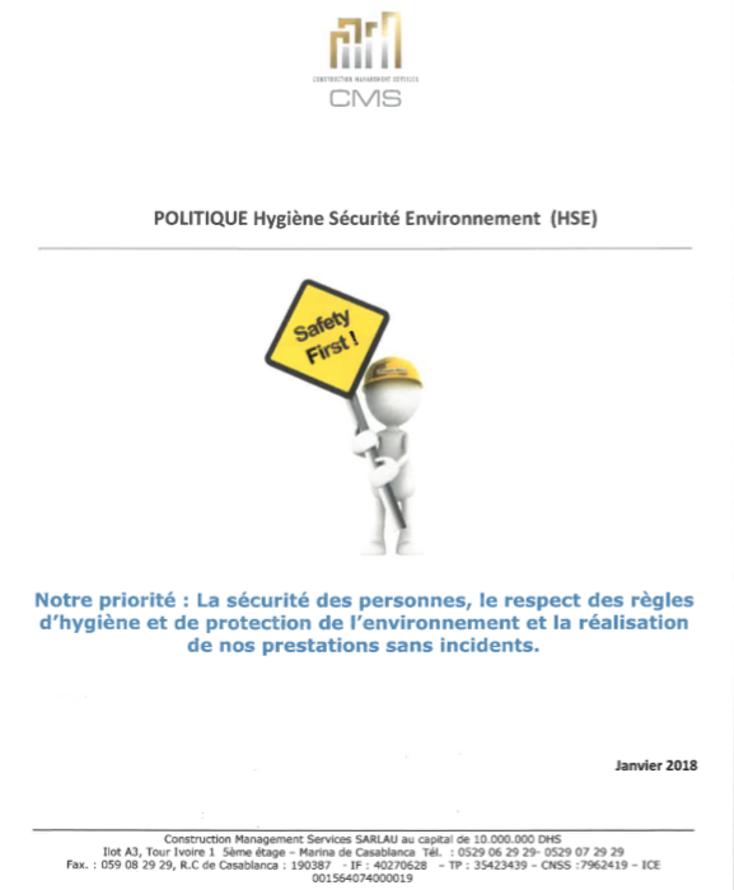 CONSTRUCTION MANAGEMENT SERVICES
CMS
POLITIQUE Hygiène Sécurité Environnement (HSE)
Safety
First !
Notre priorité : La sécurité des personnes, le respect des règles
d’hygiène et de protection de l’environnement et la réalisation
de nos prestations sans incidents.
Janvier 2018
Construction Management Services SARLAU au capital de 10.000.000 DHS
Ilot A3, Tour Ivoire 1 5ème étage – Marina de Casablanca Tél. : 0529 06 29 29- 0529 07 29 29
Fax. : 059 08 29 29, R.C de Casablanca : 190387 - IF : 40270628 – TP : 35423439 – CNSS :7962419 – ICE
001564074000019